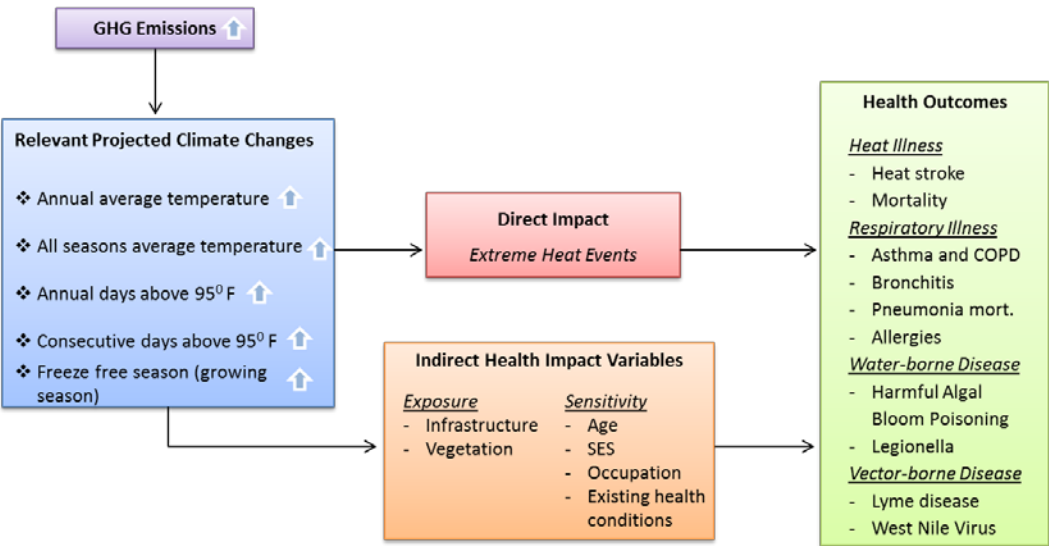 GHG Emissions
Relevant Projected Climate Changes
❖ Annual average temperature
❖ All seasons average temperature
❖ Annual days above 95⁰ F
❖ Consecutive days above 95⁰ F
❖ Freeze free season (growing
season)
Direct Impact
Extreme Heat Events
Indirect Health Impact Variables
Exposure
- Infrastructure
- Vegetation
Sensitivity
- Age
- SES
- Occupation
- Existing health
conditions
Health Outcomes
Heat Illness
- Heat stroke
- Mortality
Respiratory Illness
- Asthma and COPD
- Bronchitis
- Pneumonia mort.
- Allergies
Water-borne Disease
- Harmful Algal
Bloom Poisoning
- Legionella
Vector-borne Disease
- Lyme disease
- West Nile Virus